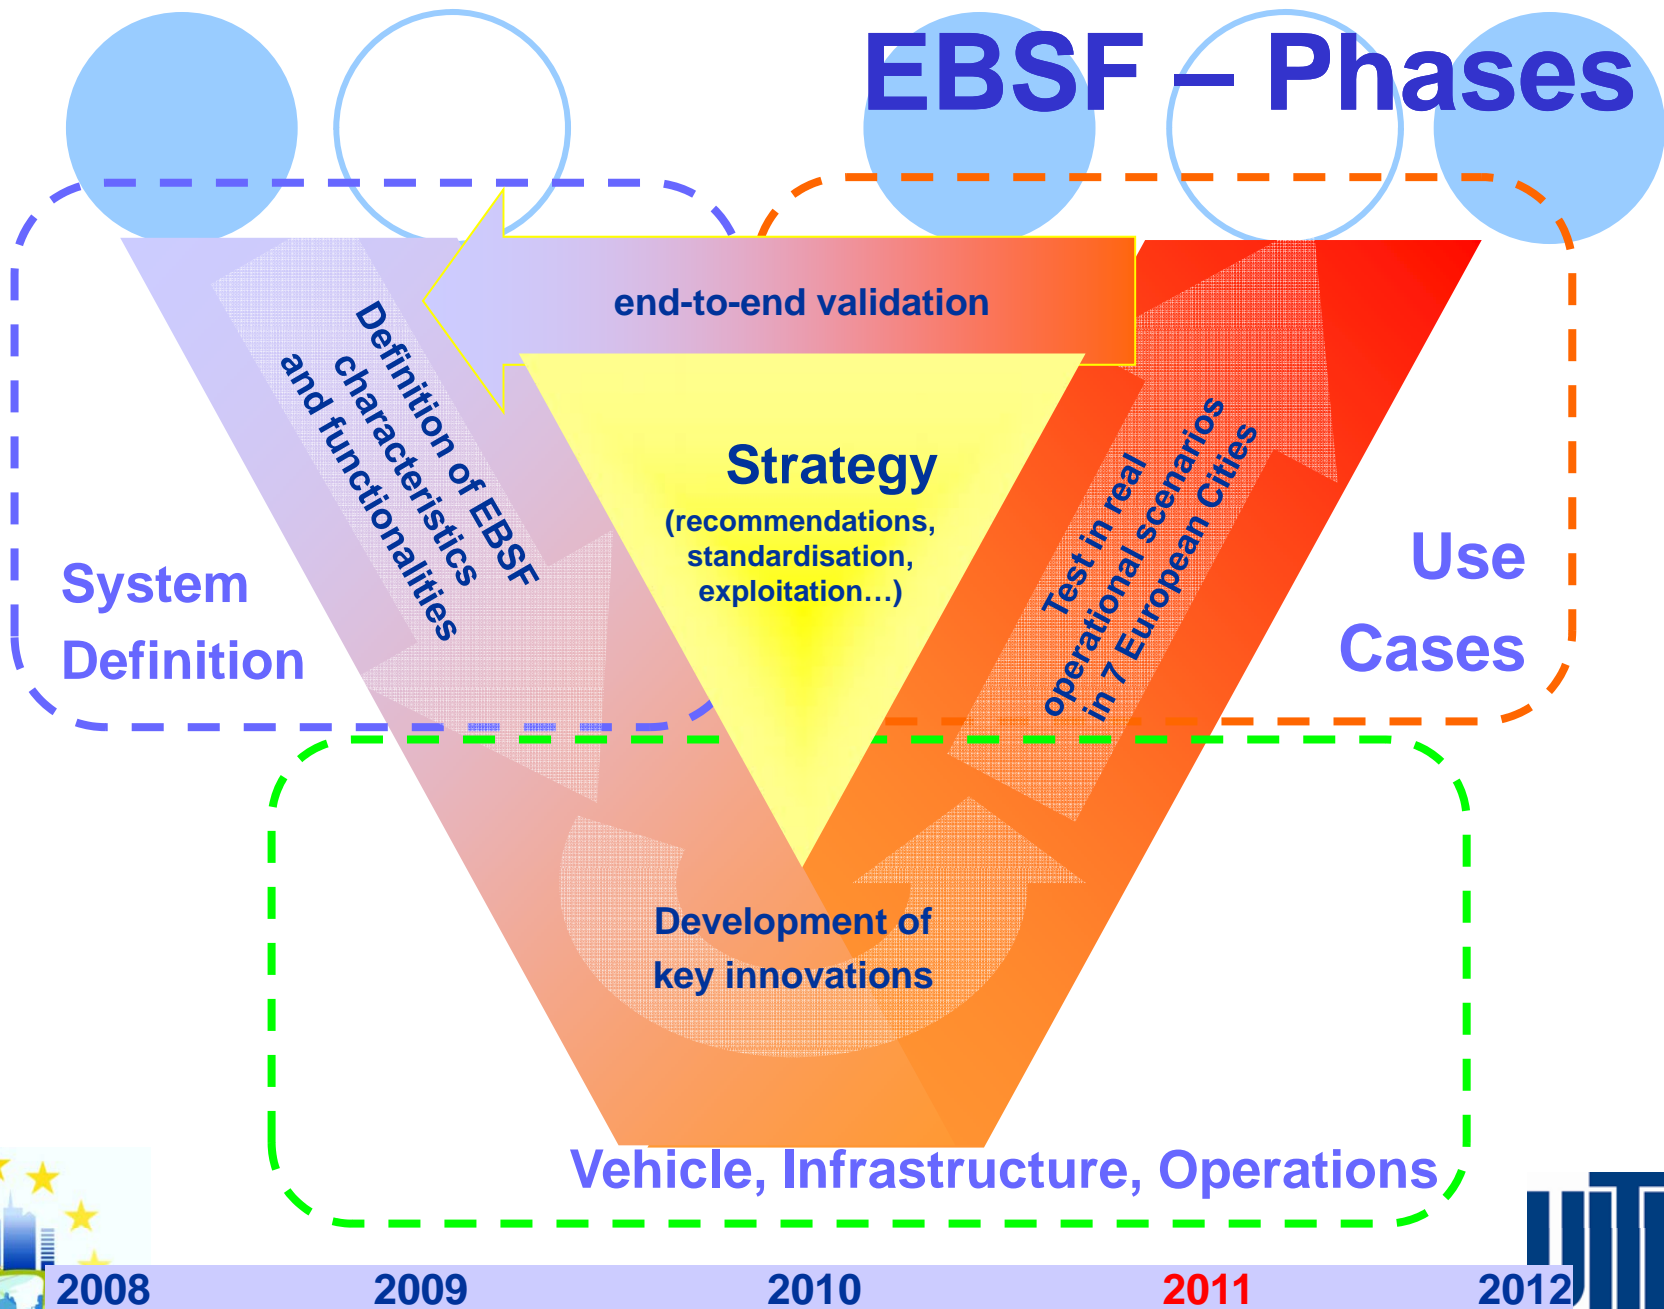 EBSF – Phases
end-to-end validation
Definition of EBSF
characteristics
and functionalities
Strategy
(recommendations,
standardisation,
exploitation…)
Test in real
operational scenarios
in 7 European Cities
System
Definition
Use
Cases
Development of
key innovations
Vehicle, Infrastructure, Operations
2008 2009 2010 2011 2012